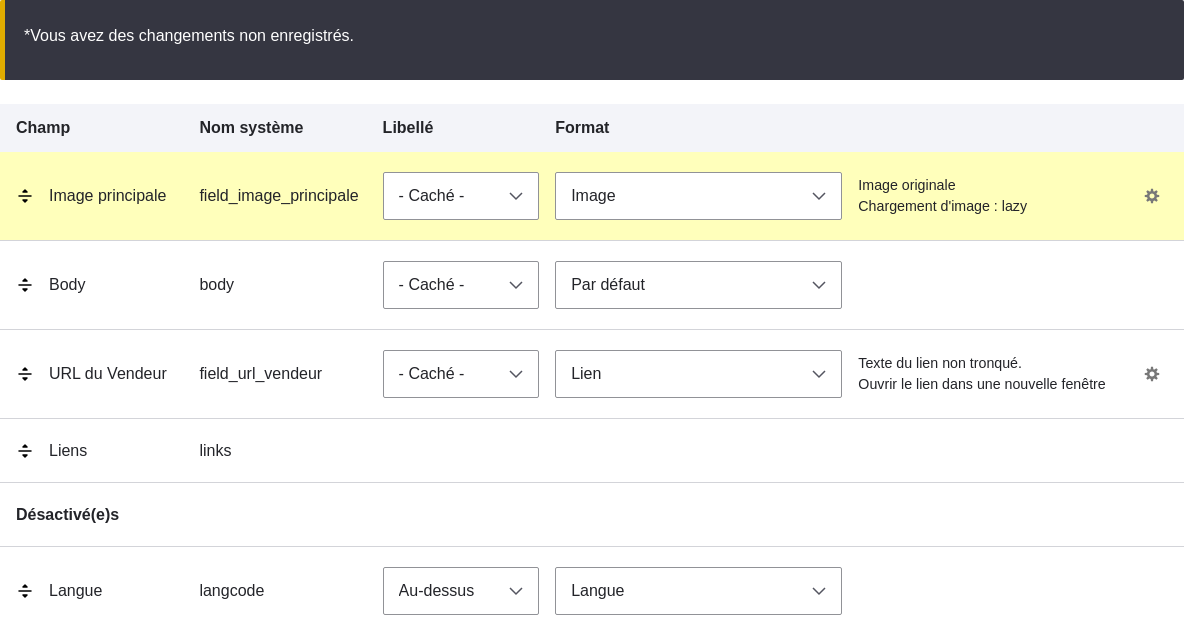 *Vous avez des changements non enregistrés.
Champ Nom système Libellé Format
Image principale field_image_principale - Caché - Image Image originale
Chargement d'image : lazy
Body body - Caché - Par défaut
URL du Vendeur field_url_vendeur - Caché - Lien Texte du lien non tronqué.
Ouvrir le lien dans une nouvelle fenêtre
Liens links
Désactivé(e)s
Langue langcode Au-dessus Langue